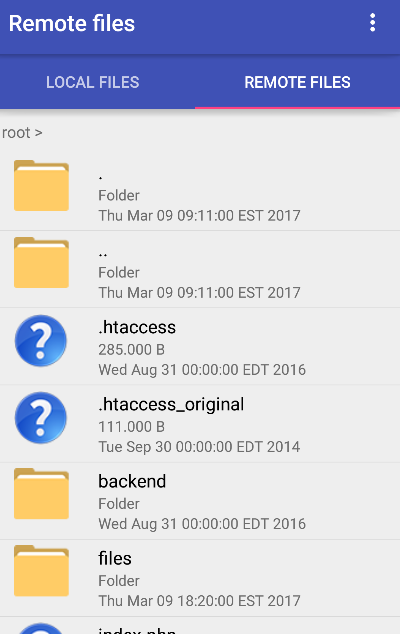 Remote files
LOCAL FILES
REMOTE FILES
root >
.
Folder
Thu Mar 09 09:11:00 EST 2017
..
Folder
Thu Mar 09 09:11:00 EST 2017
.htaccess
285.000 B
Wed Aug 31 00:00:00 EDT 2016
.htaccess_original
111.000 B
Tue Sep 30 00:00:00 EDT 2014
backend
Folder
Wed Aug 31 00:00:00 EDT 2016
files
Folder
Thu Mar 09 18:20:00 EST 2017
index.php